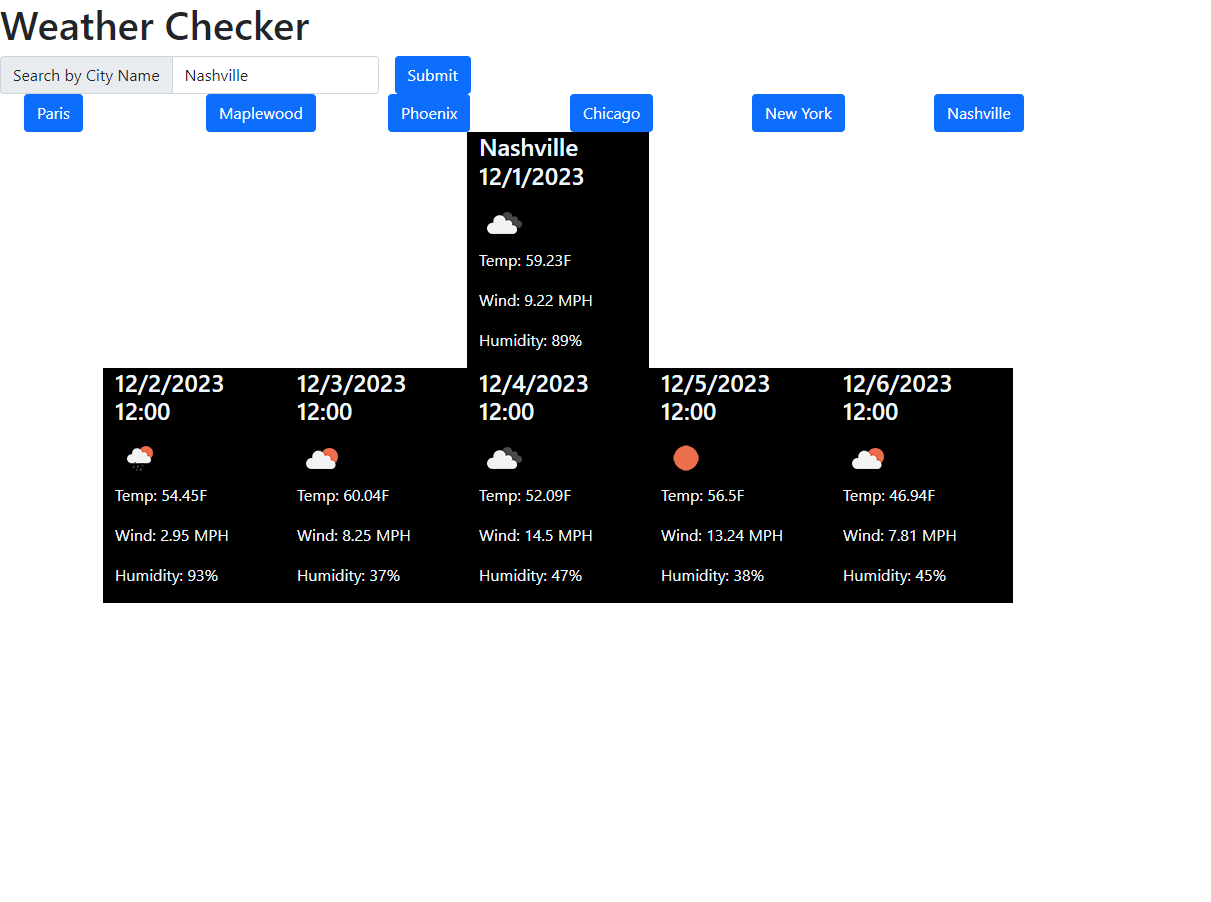 Weather Checker
Search by City Name Nashville Submit
Paris Maplewood Phoenix Chicago New York Nashville
Nashville
12/1/2023
Temp: 59.23F
Wind: 9.22 MPH
Humidity: 89%
12/2/2023
12:00
Temp: 54.45F
Wind: 2.95 MPH
Humidity: 93%
12/3/2023
12:00
Temp: 60.04F
Wind: 8.25 MPH
Humidity: 37%
12/4/2023
12:00
Temp: 52.09F
Wind: 14.5 MPH
Humidity: 47%
12/5/2023
12:00
Temp: 56.5F
Wind: 13.24 MPH
Humidity: 38%
12/6/2023
12:00
Temp: 46.94F
Wind: 7.81 MPH
Humidity: 45%